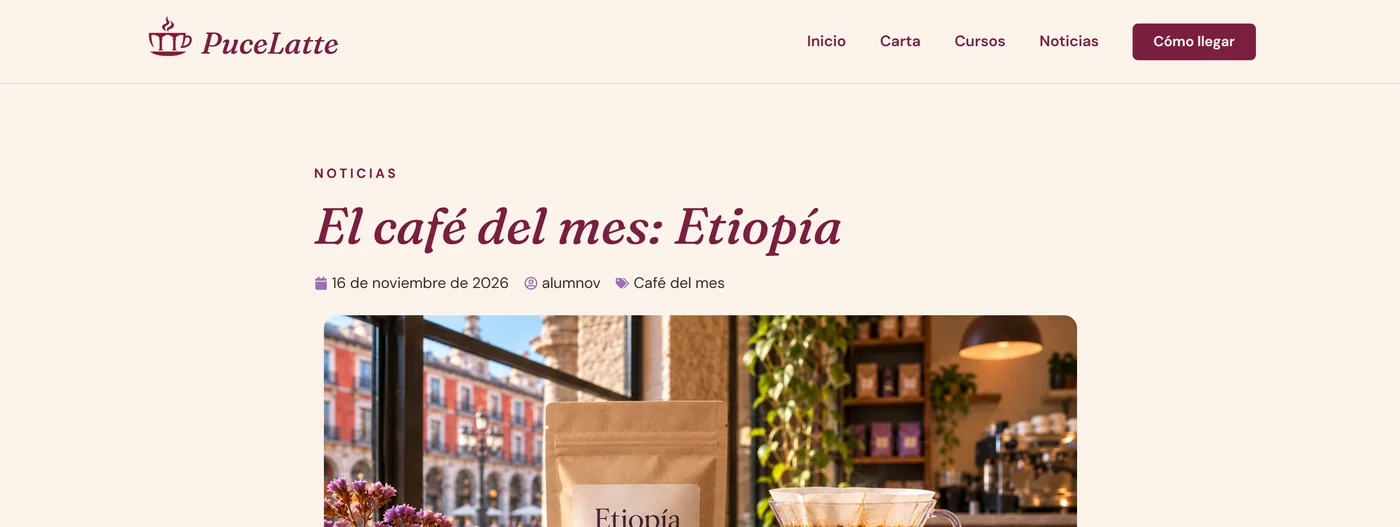 PuceLatte
Inicio Carta Cursos Noticias Cómo llegar
NOTICIAS
El café del mes: Etiopía
16 de noviembre de 2026 alumnov Café del mes
Etiopía